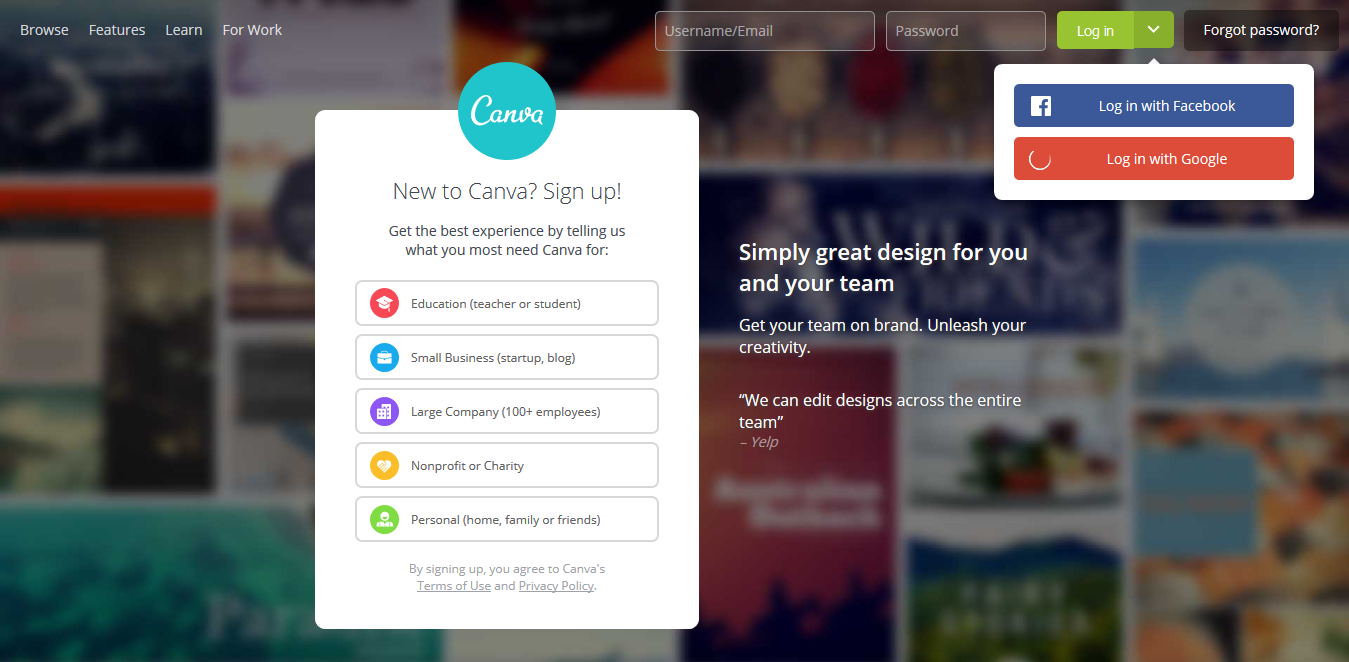 Browse
Features
Learn
For Work
Username/Email
Password
Log in
Forgot password?
Log in with Facebook
Log in with Google
Canva
New to Canva? Sign up!
Get the best experience by telling us
what you most need Canva for:
Education (teacher or student)
Small Business (startup, blog)
Large Company (100+ employees)
Nonprofit or Charity
Personal (home, family or friends)
By signing up, you agree to Canva's
Terms of Use and Privacy Policy.
Simply great design for you
and your team
Get your team on brand. Unleash your
creativity.
“We can edit designs across the entire
team”
– Yelp
WILD &
Australian
Outback
FAIRY
STORIES